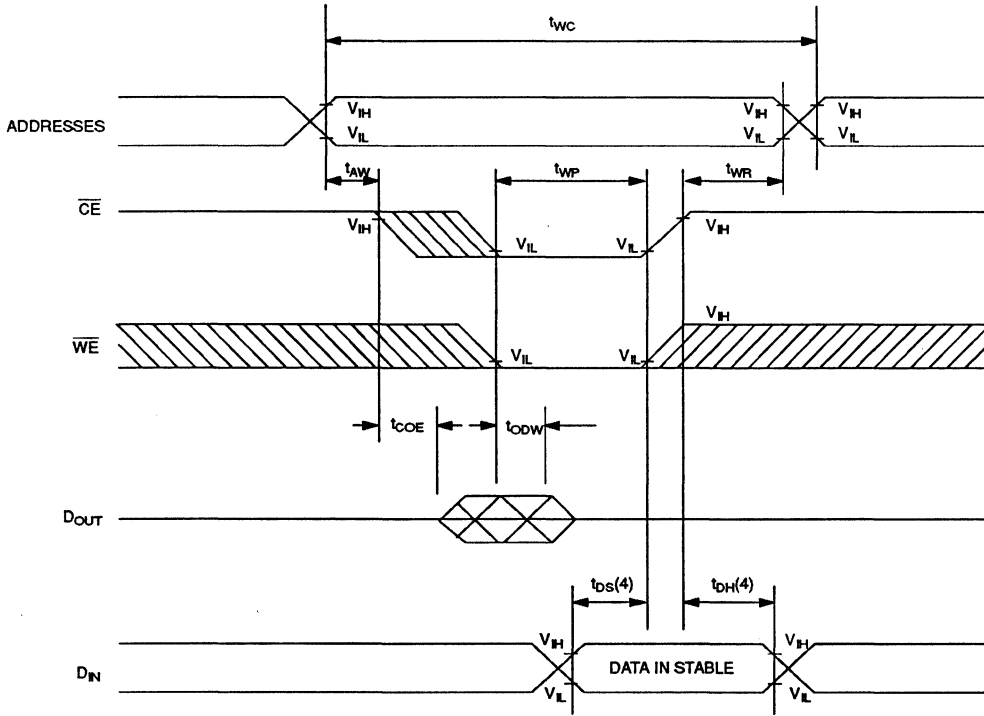 tWC
ADDRESSES
VIH
VIL
VIH
VIL
VIH
VIL
tAW
tWP
tWR
CE
VIH
VIL
VIL
VIH
WE
VIL
VIL
VIH
tCOE
tODW
DOUT
tDS(4)
tDH(4)
DIN
VIH
VIL
DATA IN STABLE
VIH
VIL